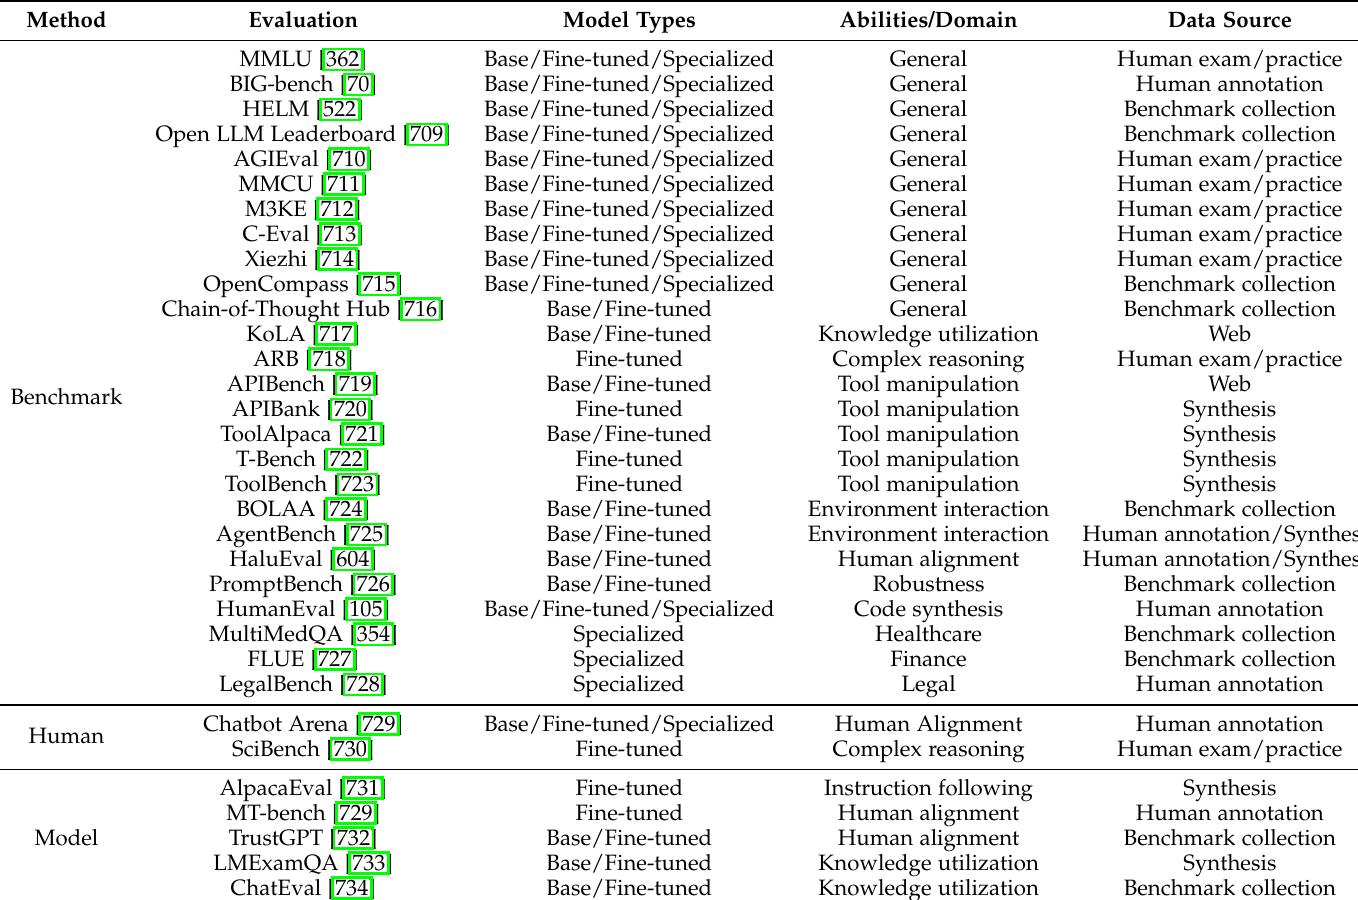 Method Evaluation Model Types Abilities/Domain Data Source
MMLU [362] Base/Fine-tuned/Specialized General Human exam/practice
BIG-bench [70] Base/Fine-tuned/Specialized General Human annotation
HELM [522] Base/Fine-tuned/Specialized General Benchmark collection
Open LLM Leaderboard [709] Base/Fine-tuned/Specialized General Benchmark collection
AGIEval [710] Base/Fine-tuned/Specialized General Human exam/practice
MMCU [711] Base/Fine-tuned/Specialized General Human exam/practice
M3KE [712] Base/Fine-tuned/Specialized General Human exam/practice
C-Eval [713] Base/Fine-tuned/Specialized General Human exam/practice
Xiezhi [714] Base/Fine-tuned/Specialized General Human exam/practice
OpenCompass [715] Base/Fine-tuned/Specialized General Benchmark collection
Chain-of-Thought Hub [716] Base/Fine-tuned General Benchmark collection
KoLA [717] Base/Fine-tuned Knowledge utilization Web
ARB [718] Fine-tuned Complex reasoning Human exam/practice
APIBench [719] Base/Fine-tuned Tool manipulation Web
Benchmark
APIBank [720] Fine-tuned Tool manipulation Synthesis
ToolAlpaca [721] Base/Fine-tuned Tool manipulation Synthesis
T-Bench [722] Fine-tuned Tool manipulation Synthesis
ToolBench [723] Fine-tuned Tool manipulation Synthesis
BOLAA [724] Base/Fine-tuned Environment interaction Benchmark collection
AgentBench [725] Base/Fine-tuned Environment interaction Human annotation/Synthes
HaluEval [604] Base/Fine-tuned Human alignment Human annotation/Synthes
PromptBench [726] Base/Fine-tuned Robustness Benchmark collection
HumanEval [105] Base/Fine-tuned/Specialized Code synthesis Human annotation
MultiMedQA [354] Specialized Healthcare Benchmark collection
FLUE [727] Specialized Finance Benchmark collection
LegalBench [728] Specialized Legal Human annotation
Chatbot Arena [729] Base/Fine-tuned/Specialized Human Alignment Human annotation
Human
SciBench [730] Fine-tuned Complex reasoning Human exam/practice
AlpacaEval [731] Fine-tuned Instruction following Synthesis
MT-bench [729] Fine-tuned Human alignment Human annotation
Model TrustGPT [732] Base/Fine-tuned Human alignment Benchmark collection
LMExamQA [733] Base/Fine-tuned Knowledge utilization Synthesis
ChatEval [734] Base/Fine-tuned Knowledge utilization Benchmark collection